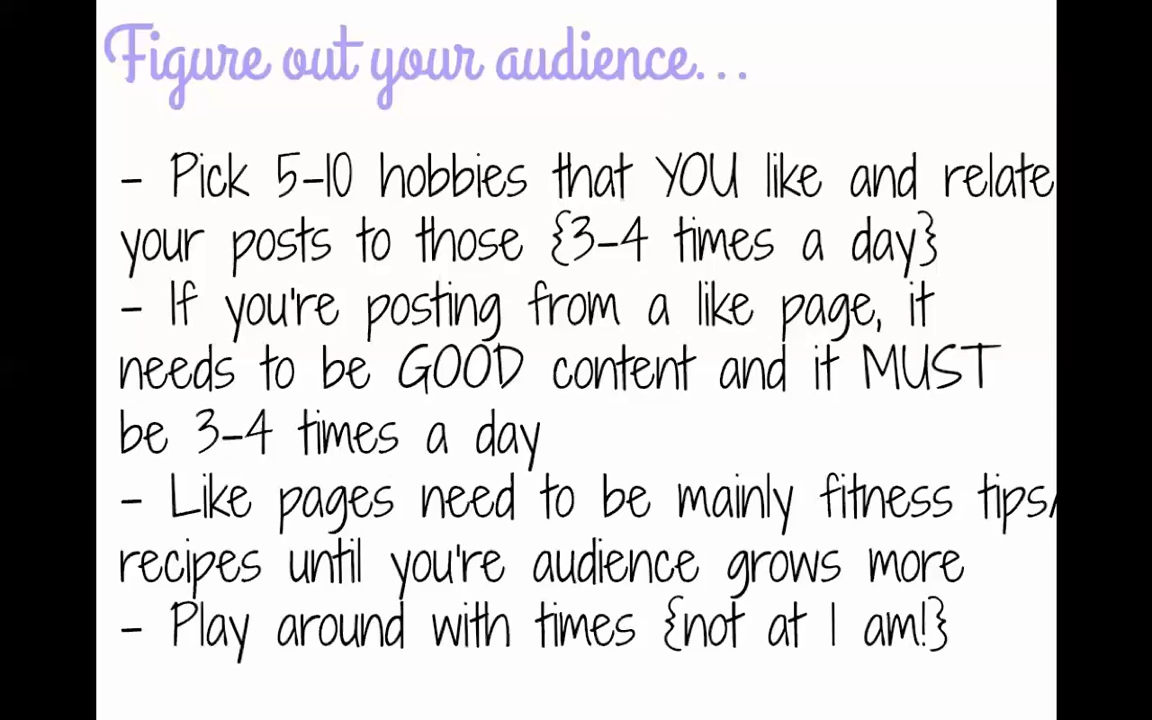 Figure out your audience...
- Pick 5-10 hobbies that YOU like and relate
your posts to those {3-4 times a day}
- If you're posting from a like page, it
needs to be GOOD content and it MUST
be 3-4 times a day
- Like pages need to be mainly fitness tips/
recipes until you're audience grows more
- Play around with times {not at 1 am!}